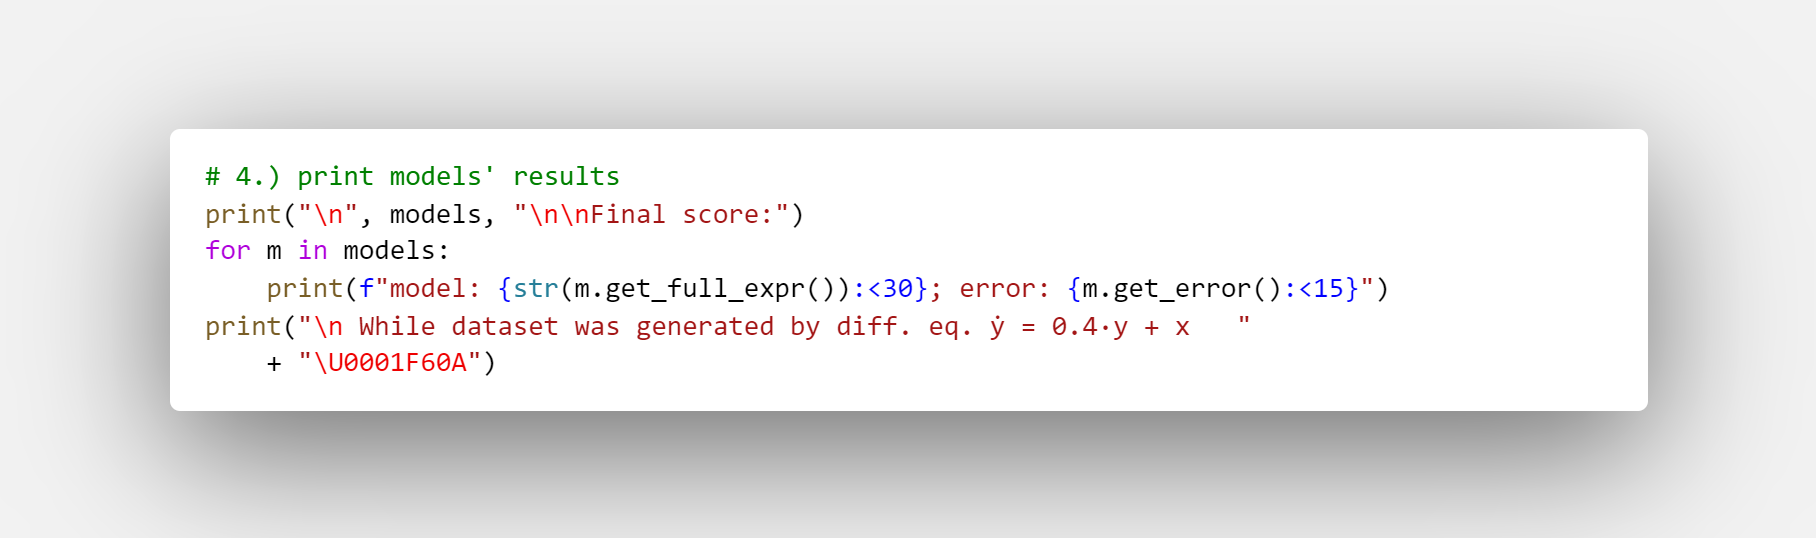 # 4.) print models' results
print("\n", models, "\n\nFinal score:")
for m in models:
    print(f"model: {str(m.get_full_expr()):<30}; error: {m.get_error():<15}")
print("\n While dataset was generated by diff. eq. ẏ = 0.4·y + x   "
    + "\U0001F60A")